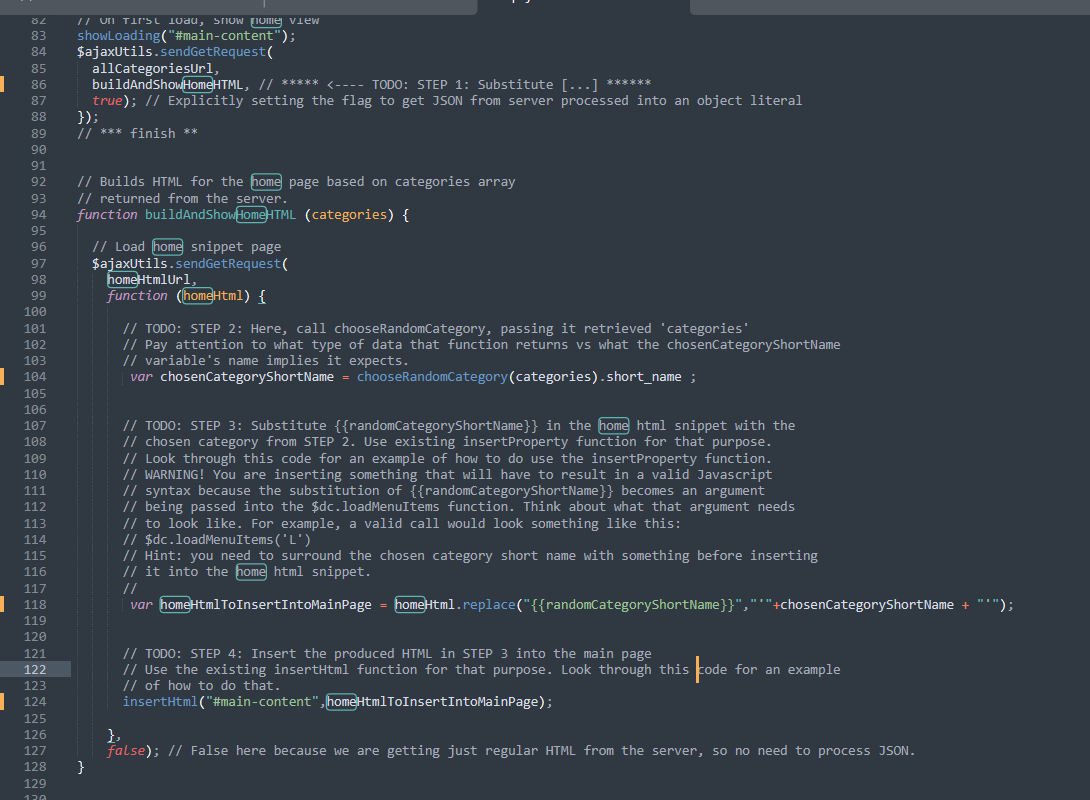 82 // On first load, show home view
83 showLoading("#main-content");
84 $ajaxUtils.sendGetRequest(
85 allCategoriesUrl,
86 buildAndShowHomeHTML, // ***** <---- TODO: STEP 1: Substitute [...] ******
87 true); // Explicitly setting the flag to get JSON from server processed into an object literal
88 });
89 // *** finish **
90
91
92 // Builds HTML for the home page based on categories array
93 // returned from the server.
94 function buildAndShowHomeHTML (categories) {
95
96 // Load home snippet page
97 $ajaxUtils.sendGetRequest(
98 homeHtmlUrl,
99 function (homeHtml) {
100
101 // TODO: STEP 2: Here, call chooseRandomCategory, passing it retrieved 'categories'
102 // Pay attention to what type of data that function returns vs what the chosenCategoryShortName
103 // variable's name implies it expects.
104 var chosenCategoryShortName = chooseRandomCategory(categories).short_name ;
105
106
107 // TODO: STEP 3: Substitute {{randomCategoryShortName}} in the home html snippet with the
108 // chosen category from STEP 2. Use existing insertProperty function for that purpose.
109 // Look through this code for an example of how to do use the insertProperty function.
110 // WARNING! You are inserting something that will have to result in a valid Javascript
111 // syntax because the substitution of {{randomCategoryShortName}} becomes an argument
112 // being passed into the $dc.loadMenuItems function. Think about what that argument needs
113 // to look like. For example, a valid call would look something like this:
114 // $dc.loadMenuItems('L')
115 // Hint: you need to surround the chosen category short name with something before inserting
116 // it into the home html snippet.
117 //
118 var homeHtmlToInsertIntoMainPage = homeHtml.replace("{{randomCategoryShortName}}","'"+chosenCategoryShortName + "'");
119
120
121 // TODO: STEP 4: Insert the produced HTML in STEP 3 into the main page
122 // Use the existing insertHtml function for that purpose. Look through this code for an example
123 // of how to do that.
124 insertHtml("#main-content",homeHtmlToInsertIntoMainPage);
125
126 },
127 false); // False here because we are getting just regular HTML from the server, so no need to process JSON.
128 }
129
130